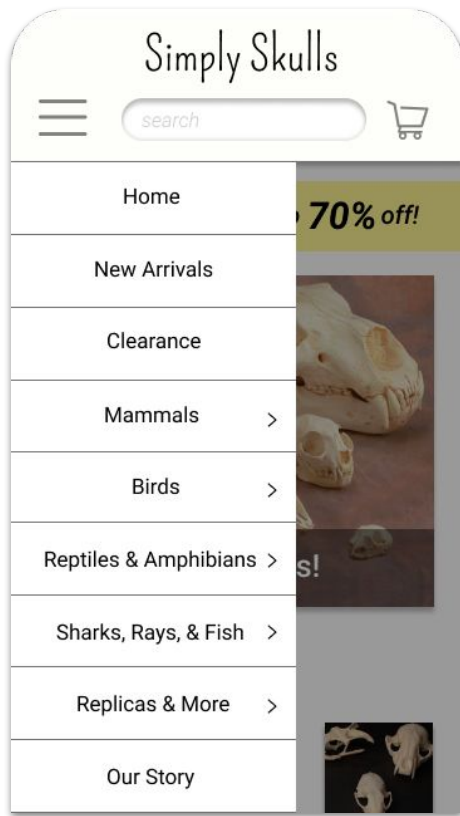 Simply Skulls
search
Home
70% off!
New Arrivals
Clearance
Mammals
Birds
Reptiles & Amphibians
s!
Sharks, Rays, & Fish
Replicas & More
Our Story